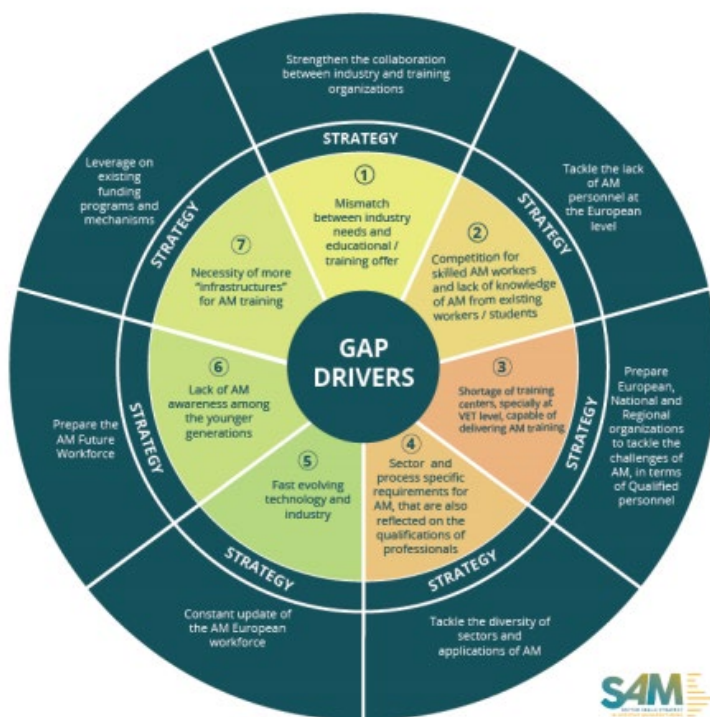 Strengthen the collaboration
between industry and training
organizations
STRATEGY
①
Mismatch
between industry
needs and
educational /
training offer
Tackle the lack
of AM
personnel at
the European
level
STRATEGY
②
Competition for
skilled AM workers
and lack of knowledge
of AM from existing
workers / students
Prepare
European,
National and
Regional
organizations
to tackle the
challenges of
AM, in terms
of Qualified
personnel
STRATEGY
③
Shortage of training
centers, specially at
VET level, capable of
delivering AM training
Tackle the diversity of
sectors and
applications of AM
STRATEGY
④
Sector and
process specific
requirements for
AM, that are also
reflected on the
qualifications of
professionals
Constant update of
the AM European
workforce
STRATEGY
⑤
Fast evolving
technology and
industry
Prepare the
AM Future
Workforce
STRATEGY
⑥
Lack of AM
awareness among
the younger
generations
Leverage on
existing
funding
programs and
mechanisms
STRATEGY
⑦
Necessity of more
“infrastructures”
for AM training
GAP
DRIVERS
SAM
SECTOR SKILLS STRATEGY
IN ADDITIVE MANUFACTURING